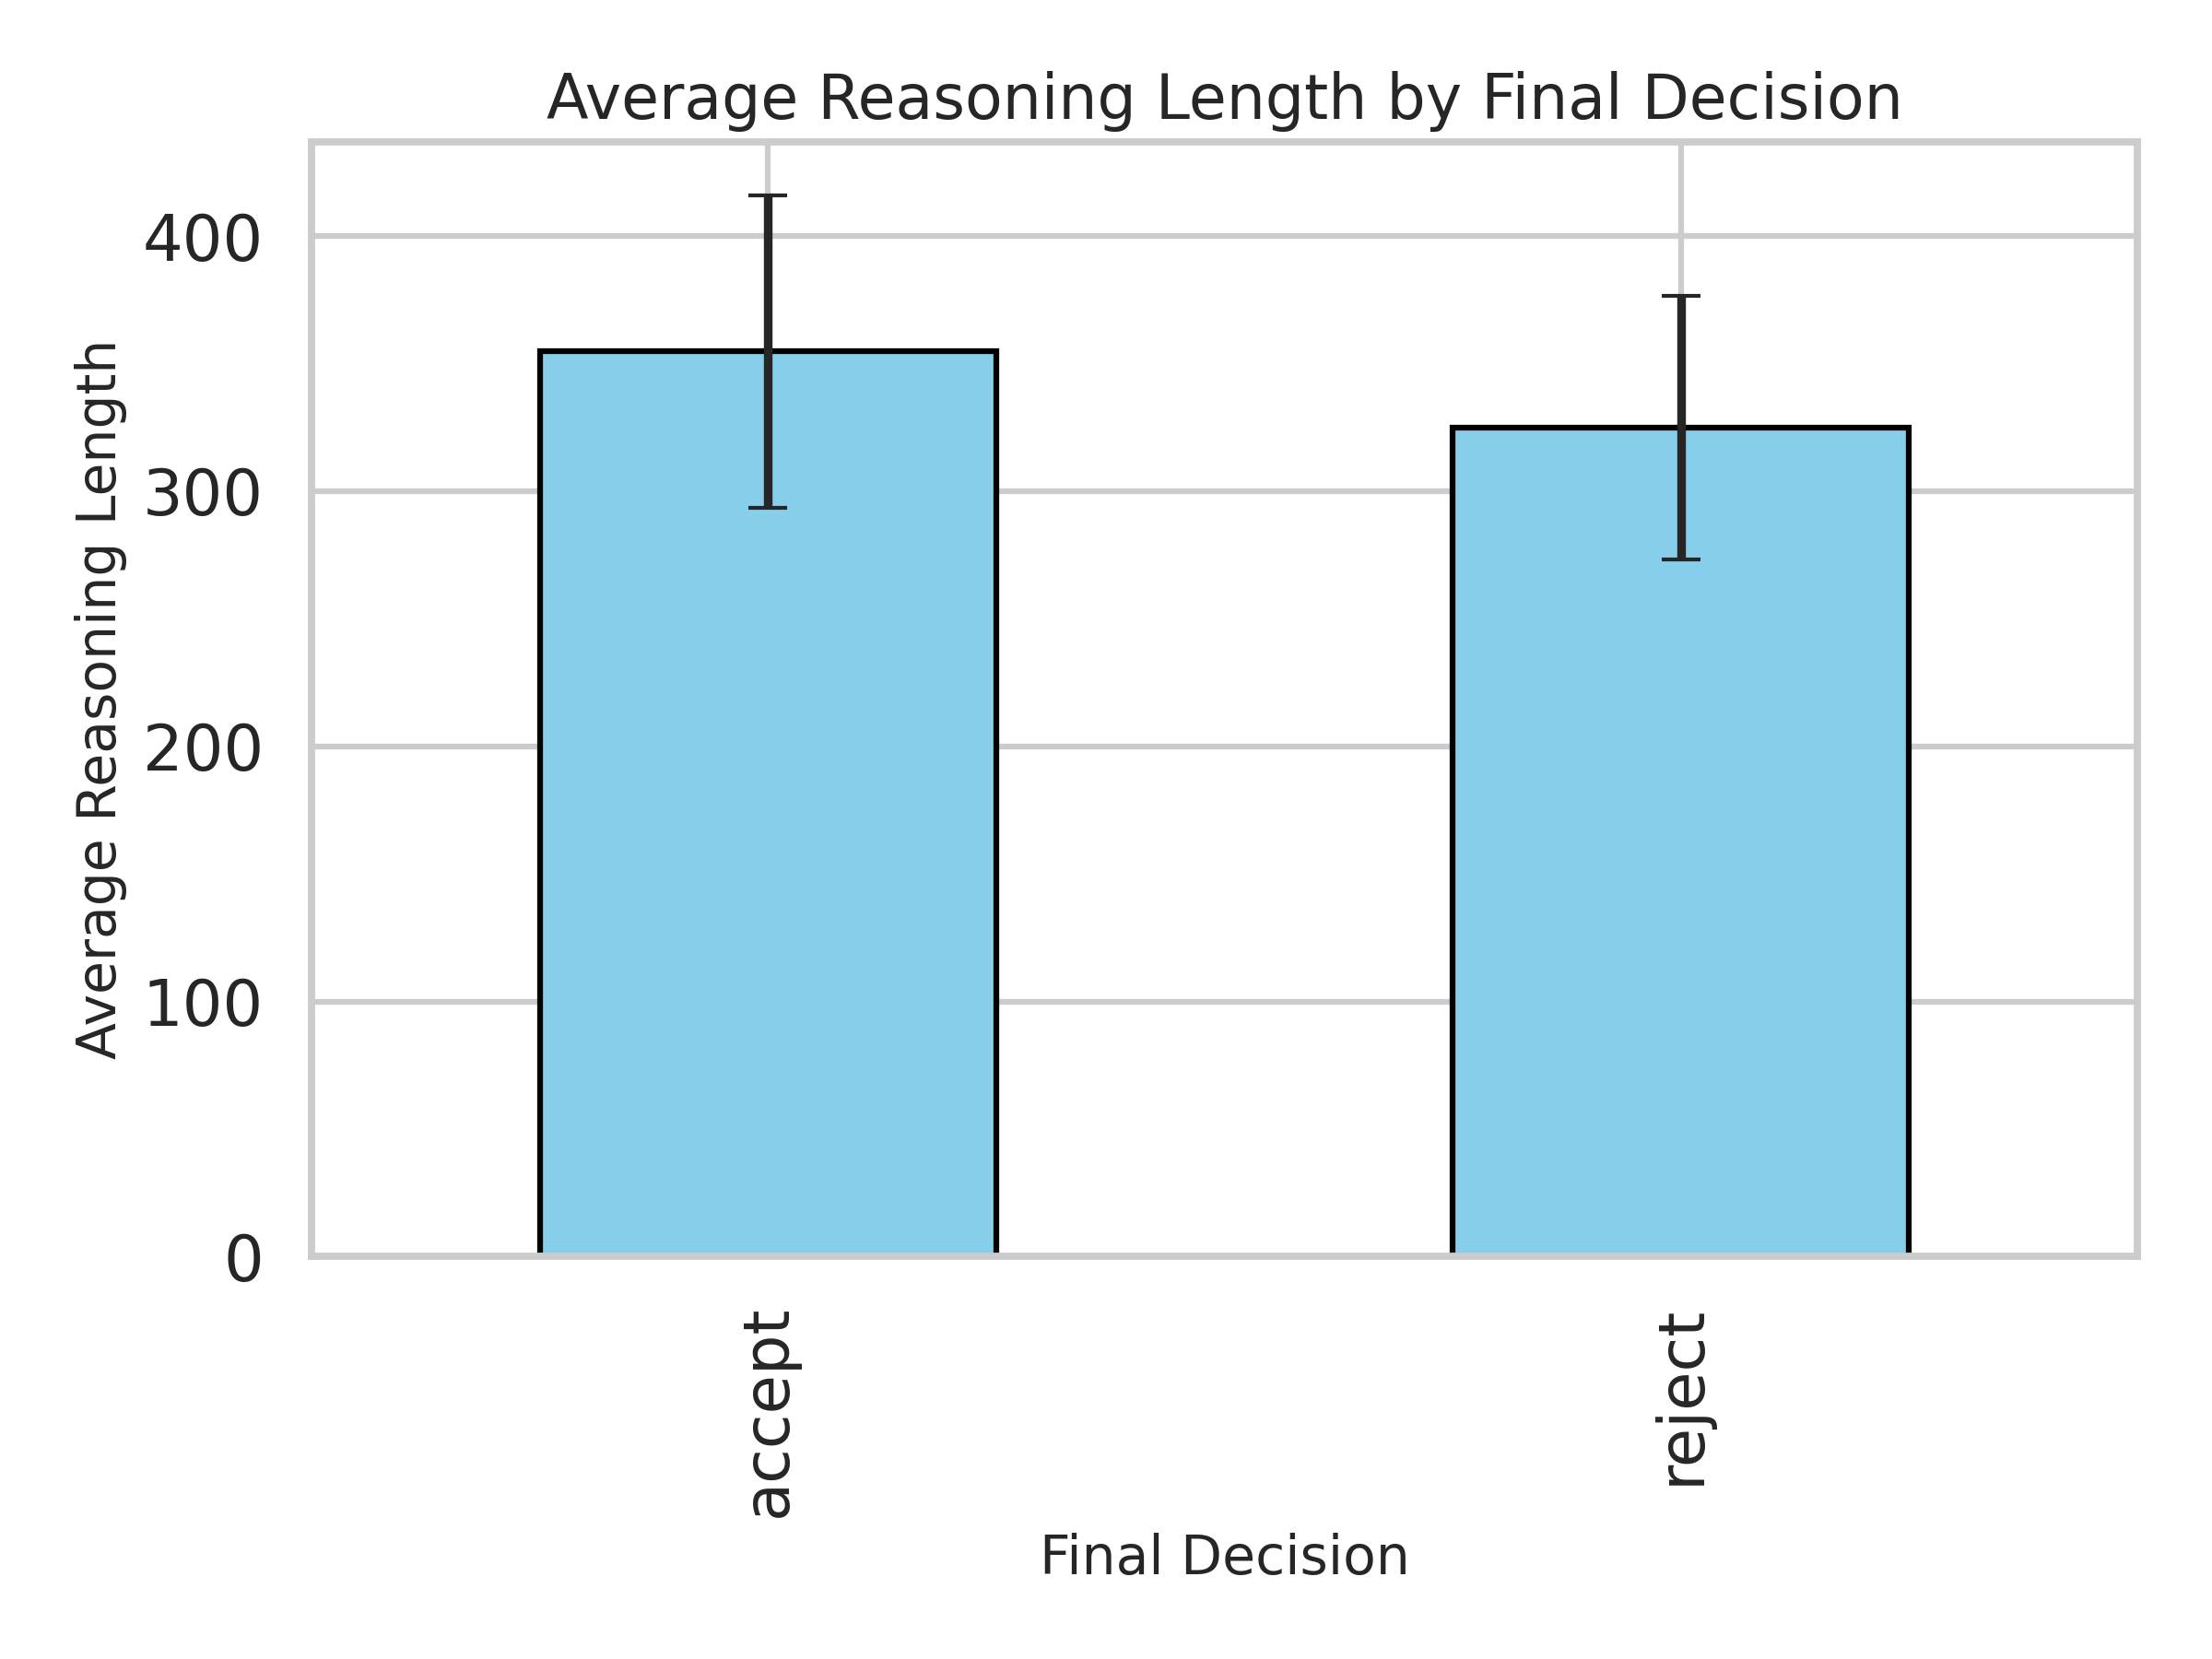 Average Reasoning Length by Final Decision
Average Reasoning Length
400
300
200
100
0
accept
reject
Final Decision